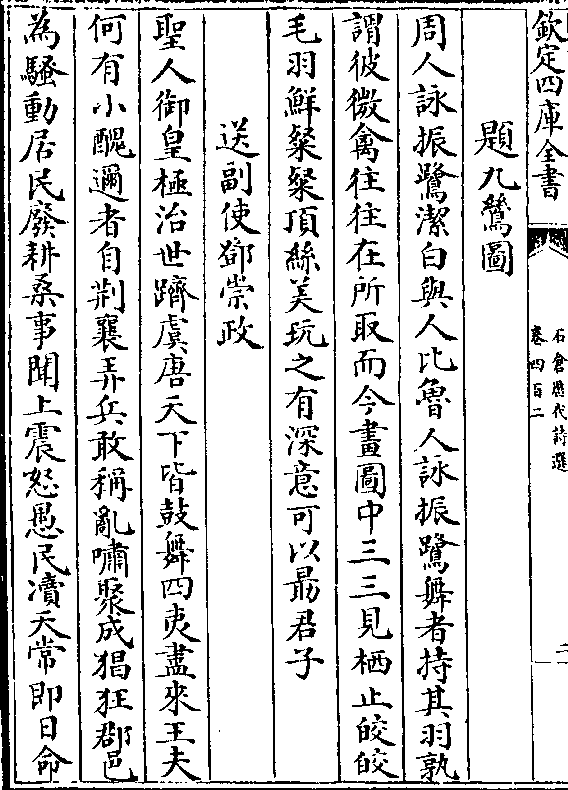 欽定四庫全書
石倉歷代詩選
卷四百二
二
題九鷺圖
周人詠振鷺潔白與人比魯人詠振鷺舞者持其羽孰
謂彼微禽往往在所取而今畫圖中三三見栖止皎皎
毛羽鮮粲粲頂絲美玩之有深意可以勗君子
送副使鄧崇政
聖人御皇極治世躋虞唐天下皆鼓舞四夷盡來王夫
何有小醜邇者自荆襄弄兵敢稱亂嘯聚成猖狂郡邑
為騷動居民廢耕桑事聞上震怒愚民凟天常即日命